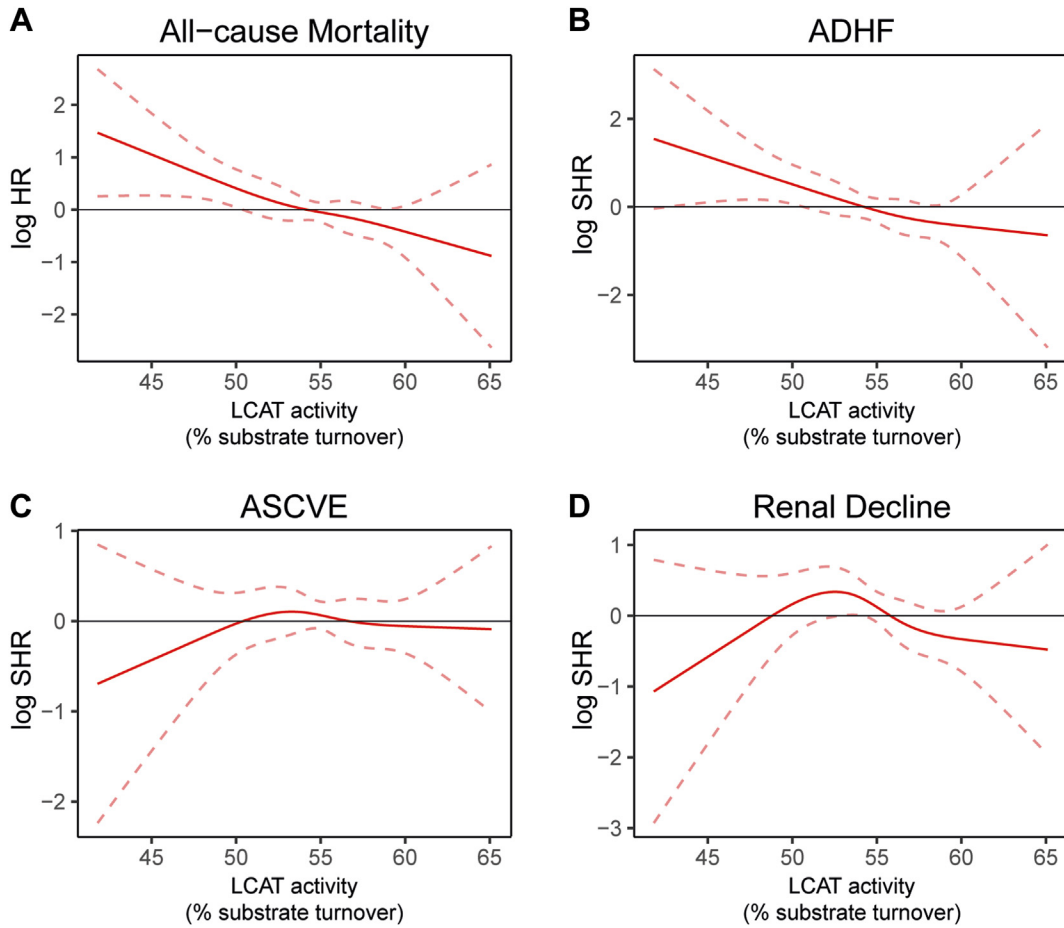 A
All−cause Mortality
log HR
2
1
0
−1
−2
45 50 55 60 65
LCAT activity
(% substrate turnover)
B
ADHF
log SHR
2
0
−2
45 50 55 60 65
LCAT activity
(% substrate turnover)
C
ASCVE
log SHR
1
0
−1
−2
45 50 55 60 65
LCAT activity
(% substrate turnover)
D
Renal Decline
log SHR
1
0
−1
−2
−3
45 50 55 60 65
LCAT activity
(% substrate turnover)